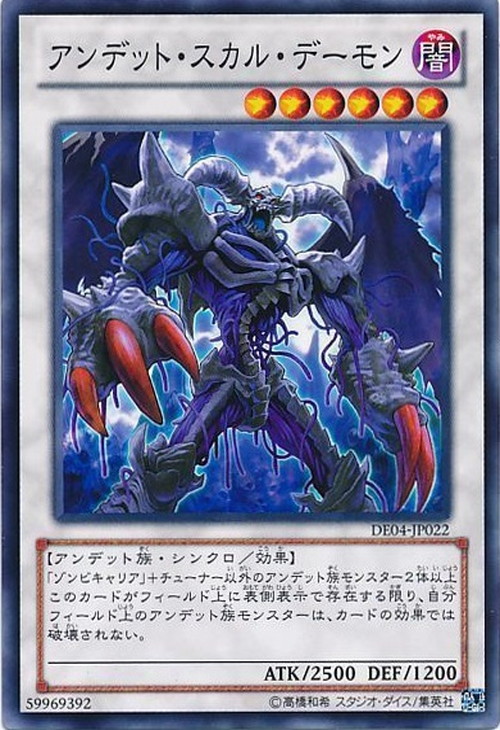 アンデット・スカル・デーモン
闇
DE04-JP022
【アンデット族・シンクロ/効果】
「ゾンビキャリア」+チューナー以外のアンデット族モンスター2体以上
このカードがフィールド上に表側表示で存在する限り、自分
フィールド上のアンデット族モンスターは、カードの効果では
破壊されない。
ATK/2500 DEF/1200
59969392
©高橋和希 スタジオ・ダイス/集英社